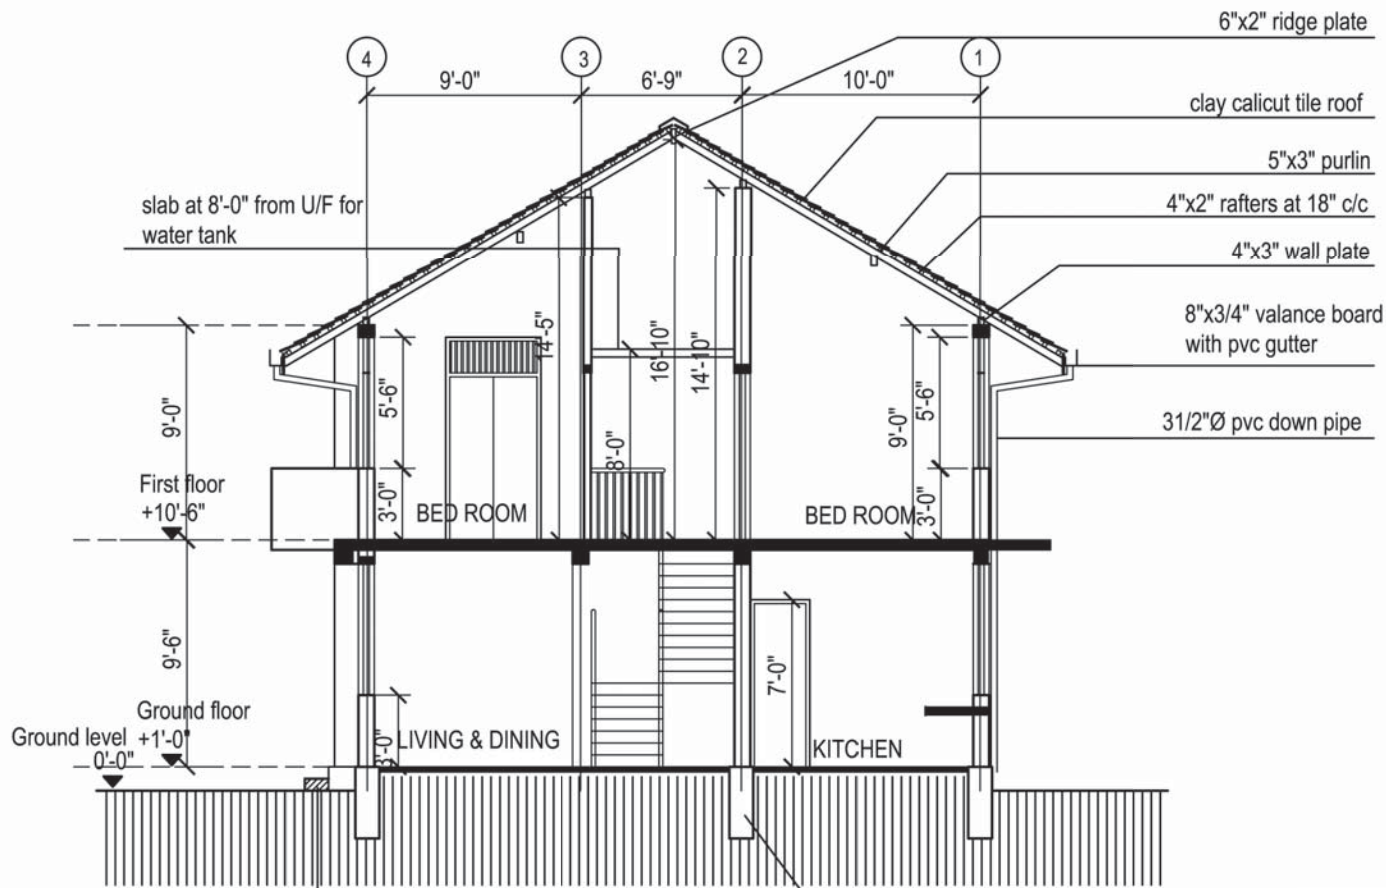 6"x2" ridge plate
4
3
2
1
9'-0"
6'-9"
10'-0"
clay calicut tile roof
5"x3" purlin
slab at 8'-0" from U/F for
water tank
4"x2" rafters at 18" c/c
4"x3" wall plate
8"x3/4" valance board
with pvc gutter
14'-5"
16'-10"
14'-10"
9'-0"
5'-6"
9'-0"
5'-6"
31/2"Ø pvc down pipe
8'-0"
First floor
+10'-6"
3'-0"
BED ROOM
BED ROOM
3'-0"
9'-6"
7'-0"
Ground floor
+1'-0"
Ground level
0'-0"
3'-0"
LIVING & DINING
KITCHEN